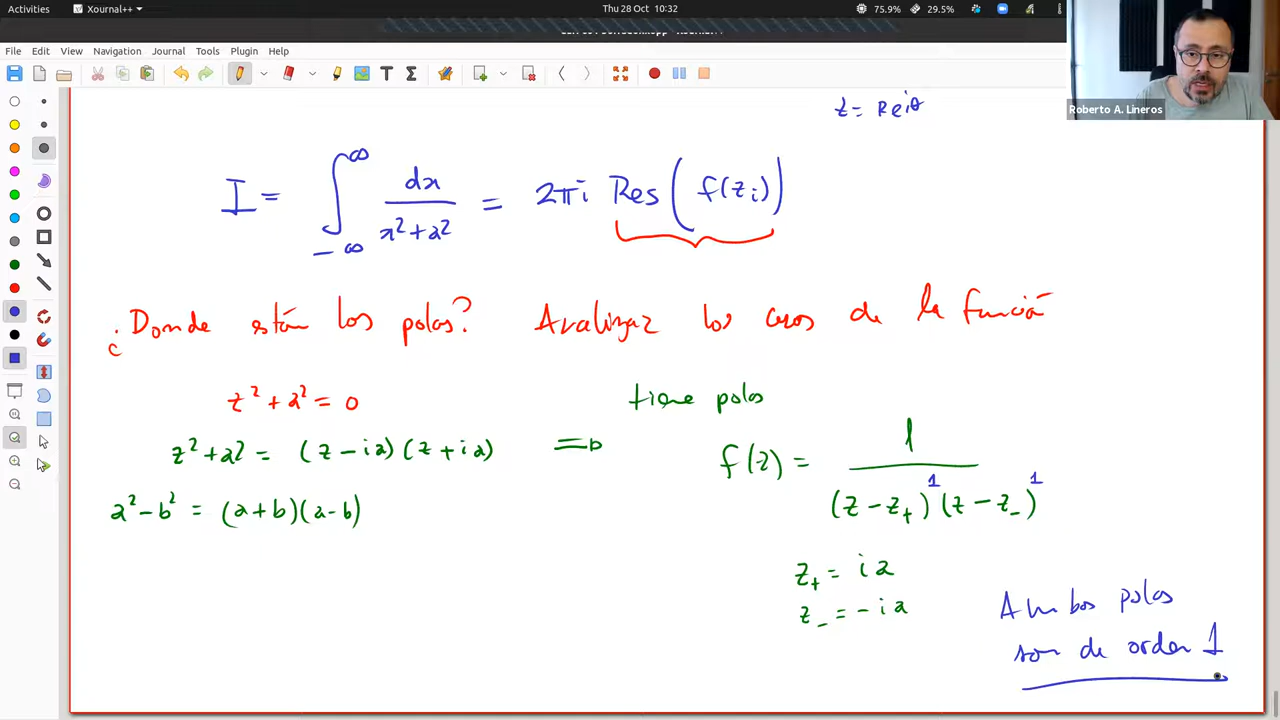 Activities Xournal++ Thu 28 Oct 10:32 75.9% 29.5%
File Edit View Navigation Journal Tools Plugin Help
Roberto A. Lineros
z = Re^{iθ}
I = ∫_{-∞}^{∞} dx / (x² + a²) = 2πi Res( f(z_i) )
¿Donde están los polos? Analizar los ceros de la función
z² + a² = 0
tiene polos
z² + a² = (z - ia)(z + ia) ⇒
f(z) = 1 / ((z - z₊)¹ (z - z₋)¹)
a² - b² = (a+b)(a-b)
z₊ = ia
z₋ = -ia
Ambos polos
son de orden 1